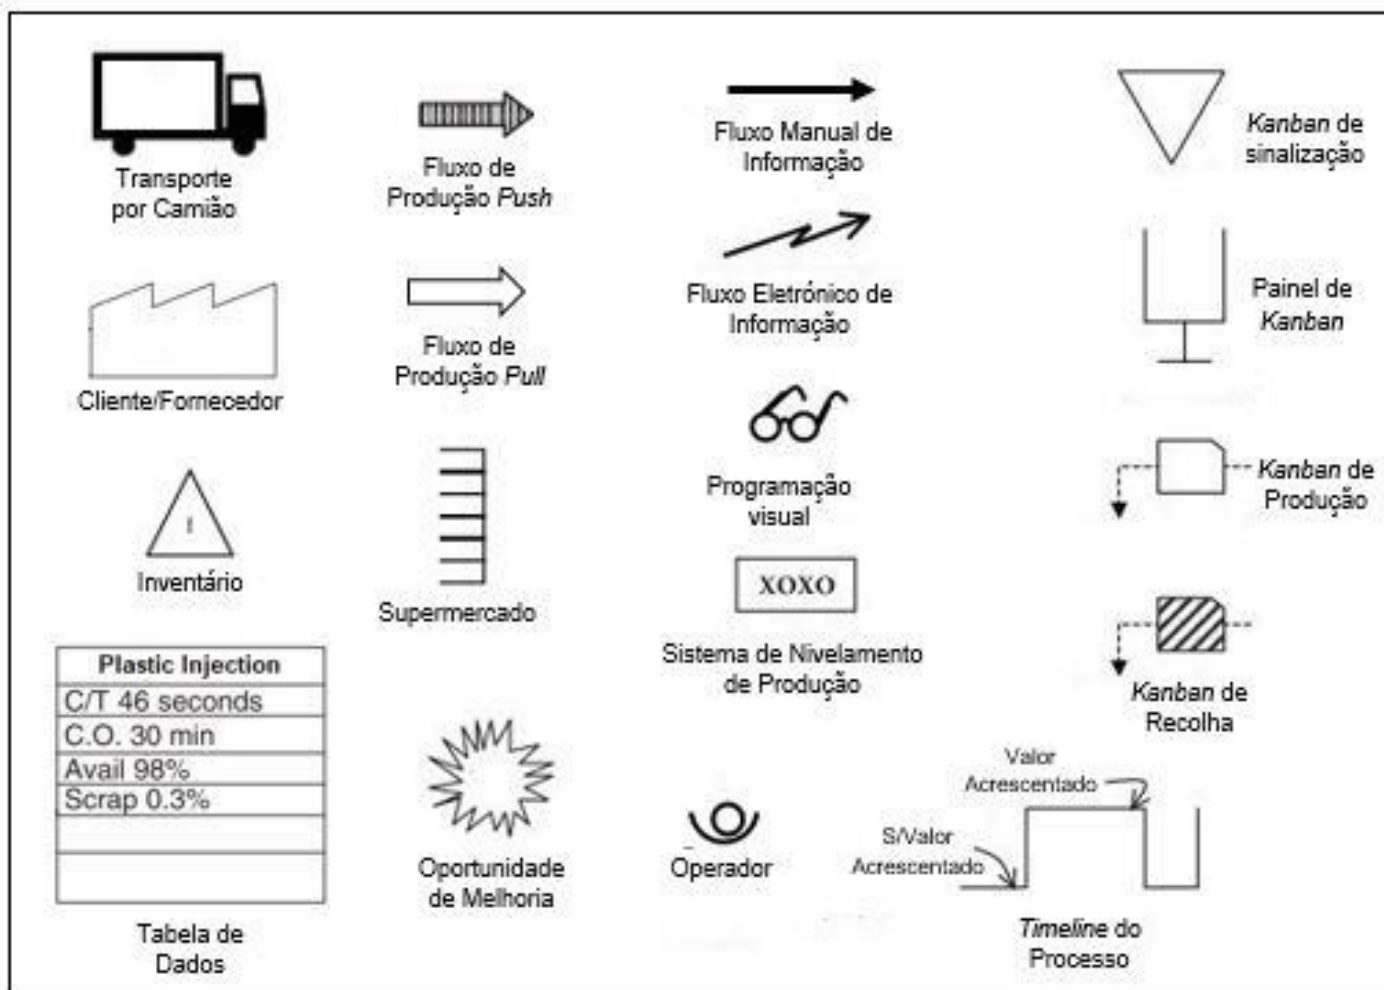 Transporte
por Camião
Cliente/Fornecedor
I
Inventário
Plastic Injection
C/T 46 seconds
C.O. 30 min
Avail 98%
Scrap 0.3%
Tabela de
Dados
Fluxo de
Produção Push
Fluxo de
Produção Pull
Supermercado
Oportunidade
de Melhoria
Fluxo Manual de
Informação
Fluxo Eletrónico de
Informação
Programação
visual
XOXO
Sistema de Nivelamento
de Produção
Operador
Kanban de
sinalização
Painel de
Kanban
Kanban de
Produção
Kanban de
Recolha
Valor
Acrescentado
S/Valor
Acrescentado
Timeline do
Processo